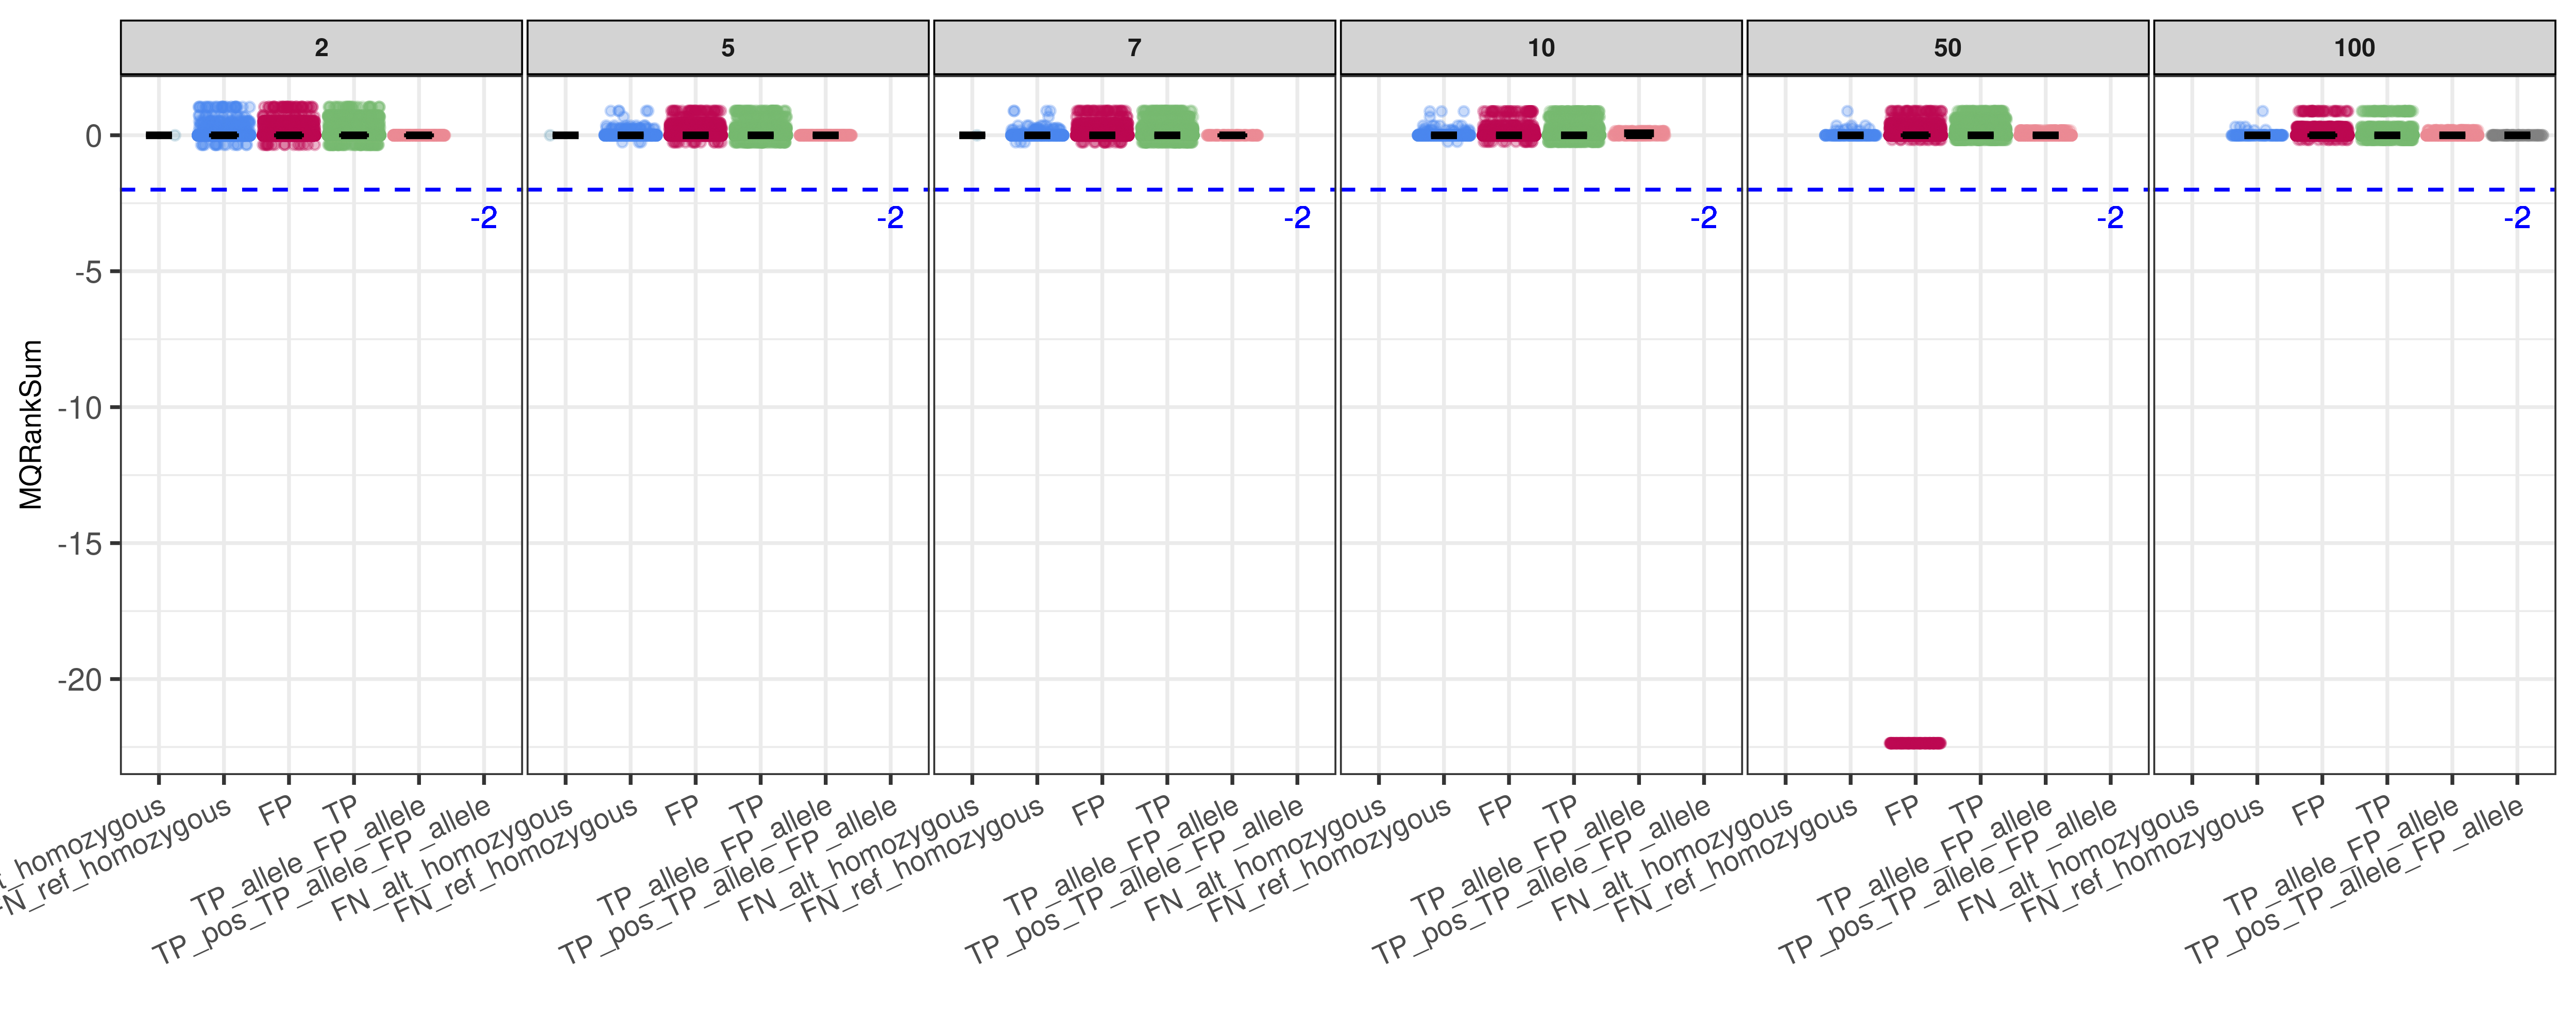 2 5 7 10 50 100
MQRankSum
0
-5
-10
-15
-20
-2 -2 -2 -2 -2 -2
FP TP TP_allele_FP_allele TP_pos_TP_allele_FP_allele
FN_alt_homozygous FN_ref_homozygous FP TP TP_allele_FP_allele TP_pos_TP_allele_FP_allele
FN_alt_homozygous FN_ref_homozygous FP TP TP_allele_FP_allele TP_pos_TP_allele_FP_allele
FN_alt_homozygous FN_ref_homozygous FP TP TP_allele_FP_allele TP_pos_TP_allele_FP_allele
FN_alt_homozygous FN_ref_homozygous FP TP TP_allele_FP_allele TP_pos_TP_allele_FP_allele
FN_alt_homozygous FN_ref_homozygous FP TP TP_allele_FP_allele TP_pos_TP_allele_FP_allele